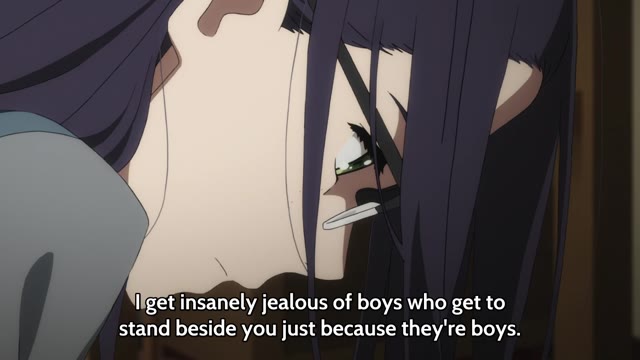 I get insanely jealous of boys who get to
stand beside you just because they're boys.